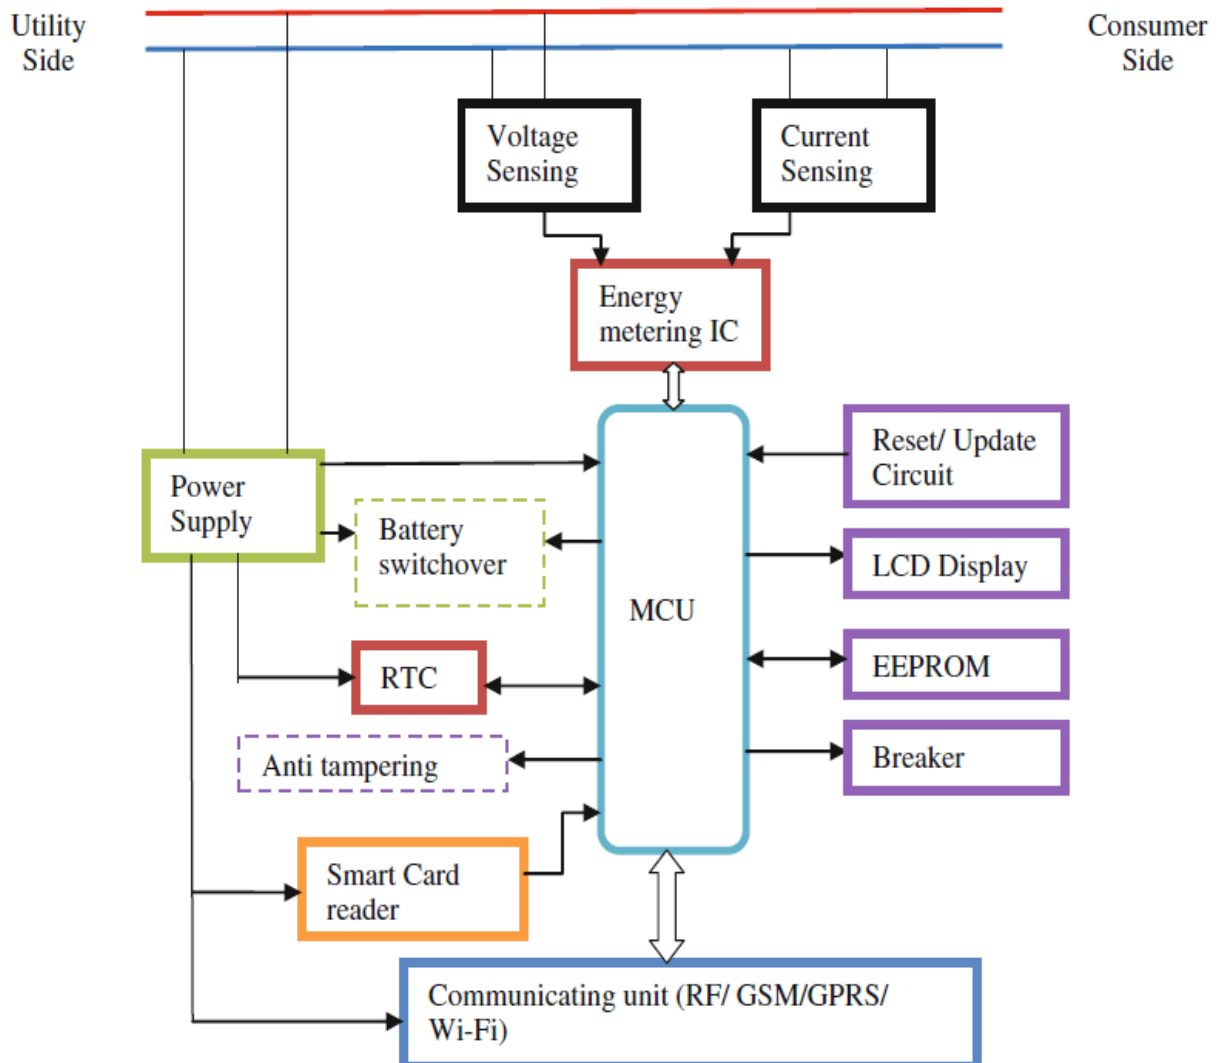 Utility
Side
Consumer
Side
Voltage
Sensing
Current
Sensing
Energy
metering IC
Power
Supply
Battery
switchover
MCU
Reset/ Update
Circuit
LCD Display
RTC
EEPROM
Anti tampering
Breaker
Smart Card
reader
Communicating unit (RF/ GSM/GPRS/
Wi-Fi)